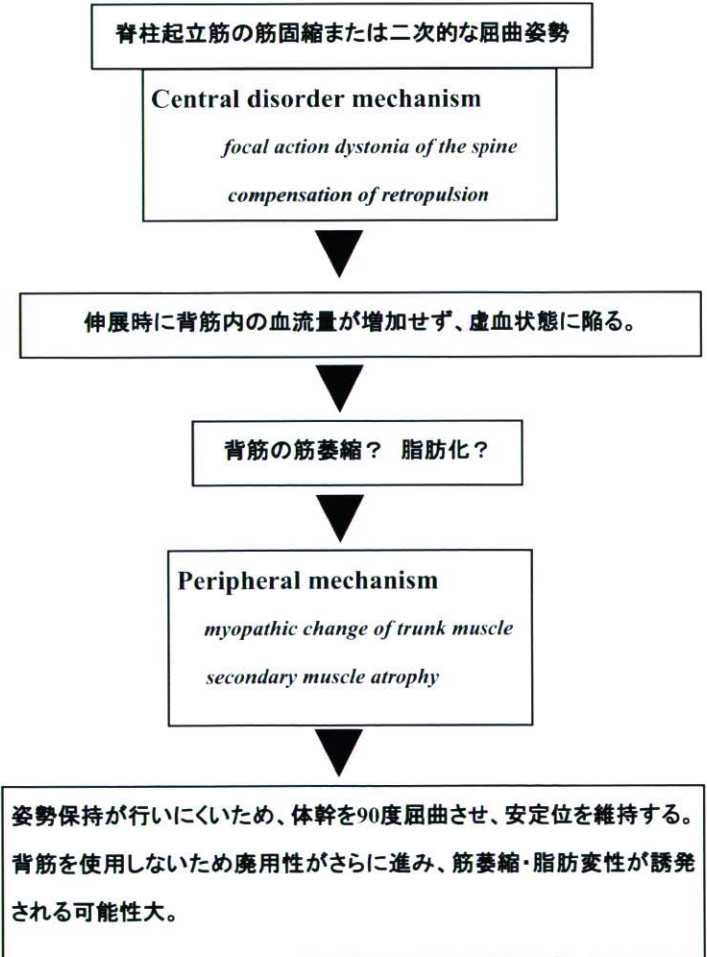 脊柱起立筋の筋固縮または二次的な屈曲姿勢
Central disorder mechanism
focal action dystonia of the spine
compensation of retropulsion
伸展時に背筋内の血流量が増加せず、虚血状態に陥る。
背筋の筋萎縮？ 脂肪化？
Peripheral mechanism
myopathic change of trunk muscle
secondary muscle atrophy
姿勢保持が行いにくいため、体幹を90度屈曲させ、安定位を維持する。
背筋を使用しないため廃用性がさらに進み、筋萎縮・脂肪変性が誘発
される可能性大。